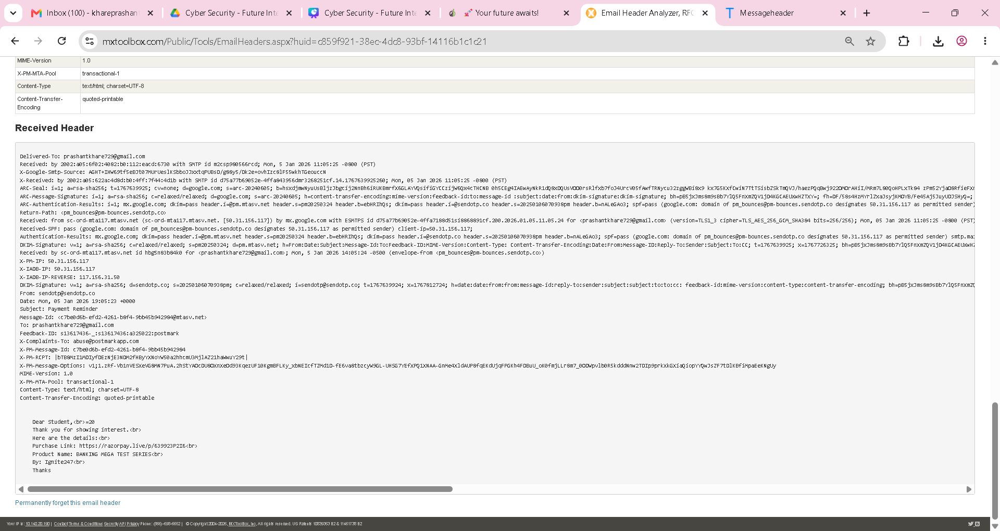 Inbox (100) - khareprashan
Cyber Security - Future Inte
Cyber Security - Future Inte
🚀 Your future awaits!
Email Header Analyzer, RFC
Messageheader
mxtoolbox.com/Public/Tools/EmailHeaders.aspx?huid=c859f921-38ec-4dc8-93bf-14116b1c1c21
MIME-Version 1.0
X-PM-MTA-Pool transactional-1
Content-Type text/html; charset=UTF-8
Content-Transfer- quoted-printable
Encoding
Received Header
Delivered-To: prashantkhare729@gmail.com
Received: by 2002:a05:6f02:4082:b0:112:eacd:6730 with SMTP id m2csp980566rcd; Mon, 5 Jan 2026 11:05:25 -0800 (PST)
X-Google-Smtp-Source:
X-Received: by 2002:a05:622a:4d8d:b0:4ff:7f44:4d1b with SMTP id d75a77b69052e-4ffa843956dmr3268251cf.14.1767639925260; Mon, 05 Jan 2026 11:05:25 -0800 (PST)
ARC-Seal: i=1; a=rsa-sha256; t=1767639925; cv=none; d=google.com; s=arc-20240605;
ARC-Message-Signature: i=1; a=rsa-sha256; c=relaxed/relaxed; d=google.com; s=arc-20240605; h=content-transfer-encoding:mime-version:feedback-id:to:message-id :subject:date:from:dkim-signature:dkim-signature;
ARC-Authentication-Results: i=1; mx.google.com; dkim=pass header.i=@pm.mtasv.net header.s=pm20250324 header.b=ebHRIhQs; dkim=pass header.i=@sendotp.co header.s=20250106070938pm header.b=nALeGAo3; spf=pass (google.com: domain of pm_bounces@pm-bounces.sendotp.co designates 50.31.156.117 as permitted sender)
Return-Path: <pm_bounces@pm-bounces.sendotp.co>
Received: from sc-ord-mta117.mtasv.net (sc-ord-mta117.mtasv.net. [50.31.156.117]) by mx.google.com with ESMTPS id d75a77b69052e-4ffa7188d51si8868891cf.200.2026.01.05.11.05.24 for <prashantkhare729@gmail.com> (version=TLS1_3 cipher=TLS_AES_256_GCM_SHA384 bits=256/256); Mon, 05 Jan 2026 11:05:25 -0800 (PST)
Received-SPF: pass (google.com: domain of pm_bounces@pm-bounces.sendotp.co designates 50.31.156.117 as permitted sender) client-ip=50.31.156.117;
Authentication-Results: mx.google.com; dkim=pass header.i=@pm.mtasv.net header.s=pm20250324 header.b=ebHRIhQs; dkim=pass header.i=@sendotp.co header.s=20250106070938pm header.b=nALeGAo3; spf=pass (google.com: domain of pm_bounces@pm-bounces.sendotp.co designates 50.31.156.117 as permitted sender) smtp.mai
DKIM-Signature: v=1; a=rsa-sha256; c=relaxed/relaxed; s=pm20250324; d=pm.mtasv.net; h=From:Date:Subject:Message-Id:To:Feedback-ID:MIME-Version:Content-Type: Content-Transfer-Encoding:Date:From:Message-ID:Reply-To:Sender:Subject:To:CC; t=1767639925; x=1767726325;
Received: by sc-ord-mta117.mtasv.net id hbg5n83b84k0 for <prashantkhare729@gmail.com>; Mon, 5 Jan 2026 14:05:24 -0500 (envelope-from <pm_bounces@pm-bounces.sendotp.co>)
X-PM-IP: 50.31.156.117
X-IADB-IP: 50.31.156.117
X-IADB-IP-REVERSE: 117.156.31.50
DKIM-Signature: v=1; a=rsa-sha256; d=sendotp.co; s=20250106070938pm; c=relaxed/relaxed; i=sendotp@sendotp.co; t=1767639924; x=1767812724; h=date:date:from:from:message-id:reply-to:sender:subject:subject:to:to:cc: feedback-id:mime-version:content-type:content-transfer-encoding;
From: sendotp@sendotp.co
Date: Mon, 05 Jan 2026 19:05:23 +0000
Subject: Payment Reminder
Message-Id: <c7be0d6b-efd2-4261-b8f4-9bb45b942984@mtasv.net>
To: prashantkhare729@gmail.com
Feedback-ID: s13617436-_:s13617436:a325022:postmark
X-Complaints-To: abuse@postmarkapp.com
X-PM-Message-Id: c7be0d6b-efd2-4261-b8f4-9bb45b942984
X-PM-RCPT:
X-PM-Message-Options:
MIME-Version: 1.0
X-PM-MTA-Pool: transactional-1
Content-Type: text/html; charset=UTF-8
Content-Transfer-Encoding: quoted-printable
Dear Student,<br>=20
Thank you for showing interest.<br>
Here are the details:<br>
Purchase Link: https://razorpay.live/p/639923P2I6<br>
Product Name: BANKING MEGA TEST SERIES<br>
By: Ignite247<br>
Thanks
Permanently forget this email header
Your IP is: 10.140.20.190 | Contact Terms & Conditions Security API Privacy Phone: (866)-698-6652 | © Copyright 2004-2026, MXToolBox, Inc, All rights reserved. US Patents 10839353 B2 & 11461738 B2